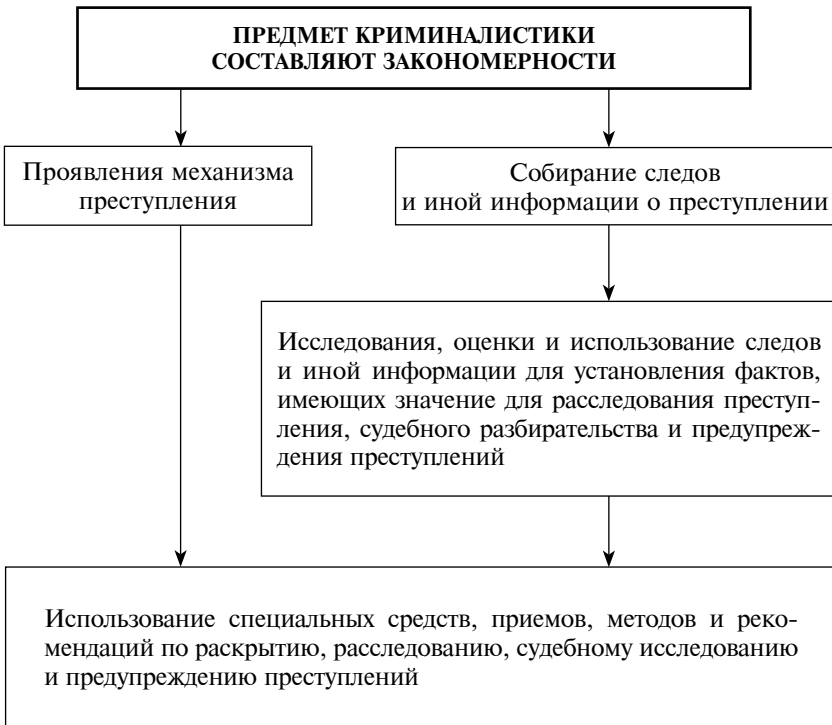 ПРЕДМЕТ КРИМИНАЛИСТИКИ
СОСТАВЛЯЮТ ЗАКОНОМЕРНОСТИ
Проявления механизма
преступления
Собирание следов
и иной информации о преступлении
Исследования, оценки и использование следов
и иной информации для установления фактов,
имеющих значение для расследования преступ-
ления, судебного разбирательства и предупреж-
дения преступлений
Использование специальных средств, приемов, методов и реко-
мендаций по раскрытию, расследованию, судебному исследованию
и предупреждению преступлений